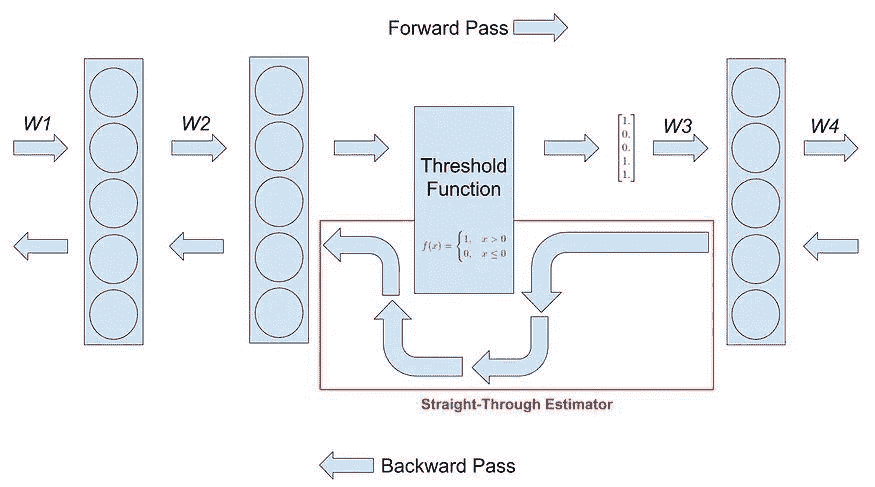 Forward Pass
W1
W2
Threshold
Function
f(x) = { 1, x > 0
0, x ≤ 0
1.
0.
0.
1.
1.
W3
W4
Straight-Through Estimator
Backward Pass